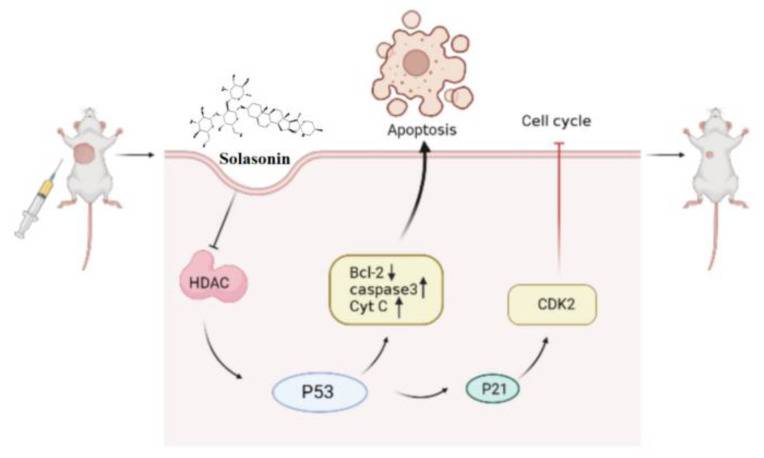 Apoptosis
Cell cycle
Solasonin
HDAC
Bcl-2↓
caspase3↑
Cyt C ↑
CDK2
P53
P21